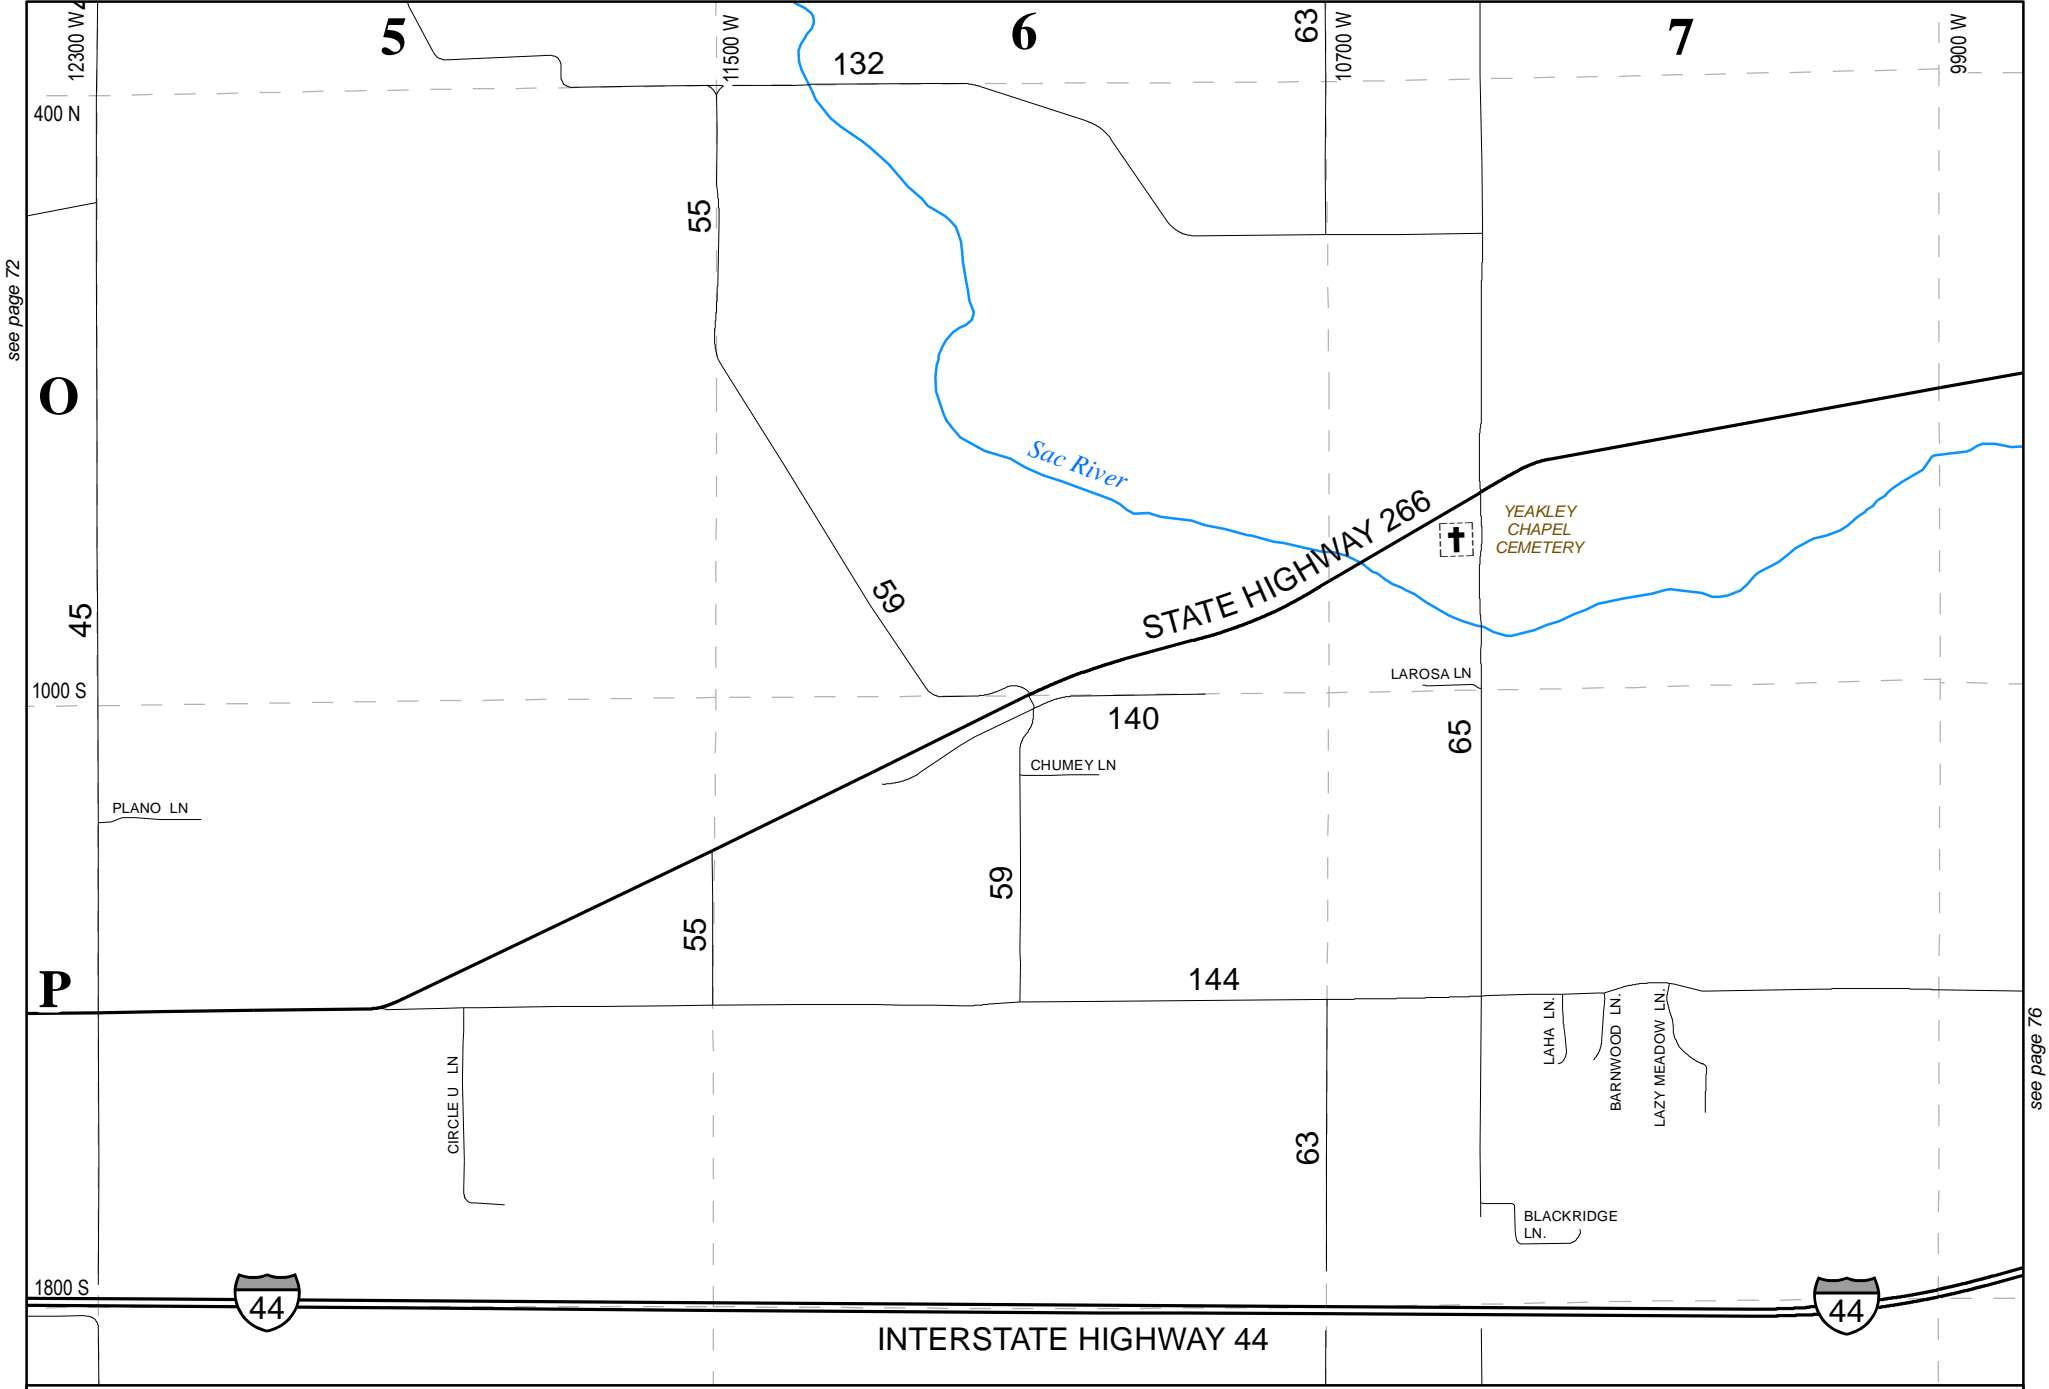 12300 W
5
11500 W
6
63
10700 W
7
9900 W
132
400 N
55
see page 72
O
Sac River
STATE HIGHWAY 266
YEAKLEY
CHAPEL
CEMETERY
59
45
LAROSA LN
1000 S
140
65
CHUMEY LN
PLANO LN
59
55
P
144
LAHA LN.
BARNWOOD LN.
LAZY MEADOW LN.
see page 76
CIRCLE U LN
63
BLACKRIDGE
LN.
1800 S
44
44
INTERSTATE HIGHWAY 44